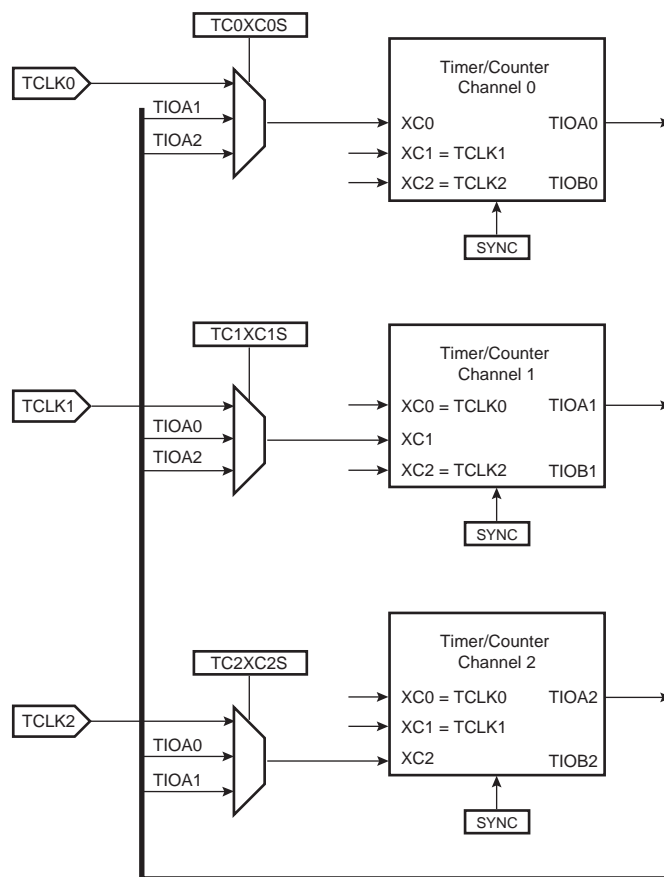 TC0XC0S
TCLK0
TIOA1
TIOA2
Timer/Counter
Channel 0
XC0
TIOA0
XC1 = TCLK1
XC2 = TCLK2
TIOB0
SYNC
TC1XC1S
TCLK1
TIOA0
TIOA2
Timer/Counter
Channel 1
XC0 = TCLK0
TIOA1
XC1
XC2 = TCLK2
TIOB1
SYNC
TC2XC2S
TCLK2
TIOA0
TIOA1
Timer/Counter
Channel 2
XC0 = TCLK0
TIOA2
XC1 = TCLK1
XC2
TIOB2
SYNC